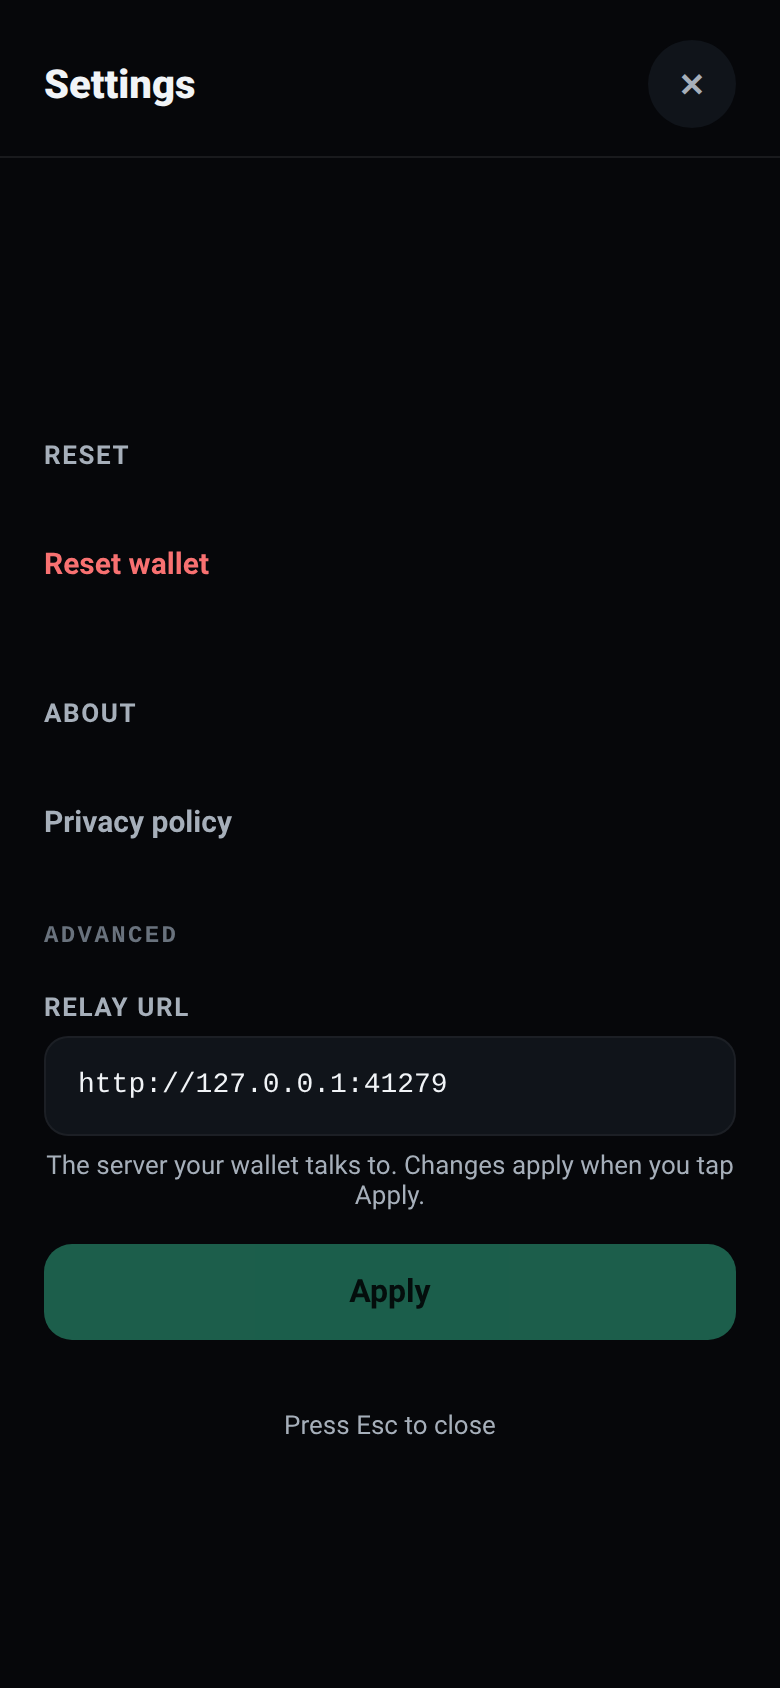 Settings
✕
RESET
Reset wallet
ABOUT
Privacy policy
ADVANCED
RELAY URL
http://127.0.0.1:41279
The server your wallet talks to. Changes apply when you tap
Apply.
Apply
Press Esc to close